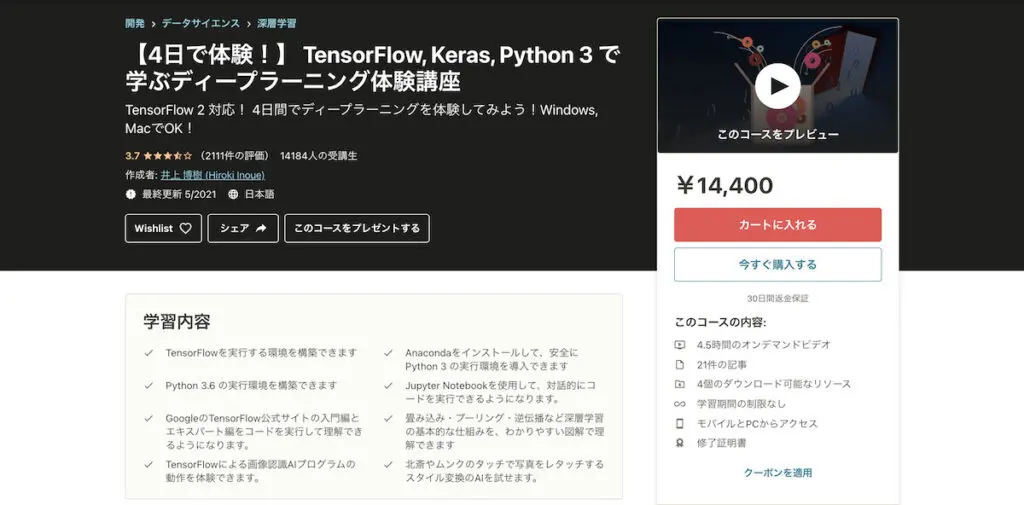 開発 > データサイエンス > 深層学習
【4日で体験！】 TensorFlow, Keras, Python 3 で
学ぶディープラーニング体験講座
TensorFlow 2 対応！ 4日間でディープラーニングを体験してみよう！Windows,
MacでOK！
3.7 (2111件の評価) 14184人の受講生
作成者: 井上 博樹 (Hiroki Inoue)
最終更新 5/2021 日本語
Wishlist シェア このコースをプレゼントする
このコースをプレビュー
¥14,400
カートに入れる
今すぐ購入する
30日間返金保証
このコースの内容:
4.5時間のオンデマンドビデオ
21件の記事
4個のダウンロード可能なリソース
学習期間の制限なし
モバイルとPCからアクセス
修了証明書
クーポンを適用
学習内容
TensorFlowを実行する環境を構築できます
Python 3.6 の実行環境を構築できます
GoogleのTensorFlow公式サイトの入門編と
エキスパート編をコードを実行して理解でき
るようになります。
TensorFlowによる画像認識AIプログラムの
動作を体験できます。
Anacondaをインストールして、安全に
Python 3 の実行環境を導入できます
Jupyter Notebookを使用して、対話的にコ
ードを実行できるようになります。
畳み込み・プーリング・逆伝播など深層学習
の基本的な仕組みを、わかりやすい図解で理
解できます
北斎やムンクのタッチで写真をレタッチする
スタイル変換のAIを試せます。